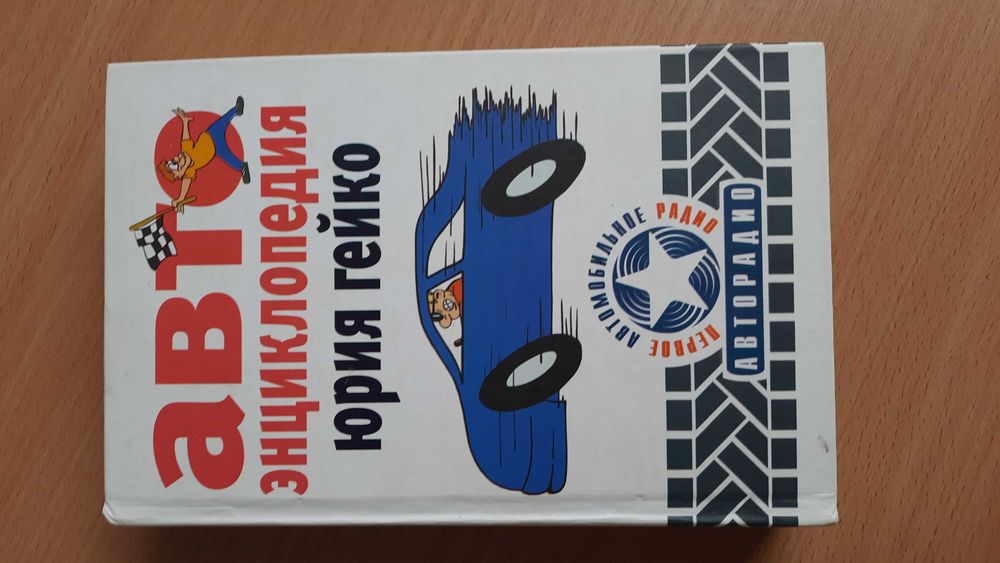 авто
энциклопедия
юрия гейко
ПЕРВОЕ АВТОМОБИЛЬНОЕ РАДИО
АВТОРАДИО